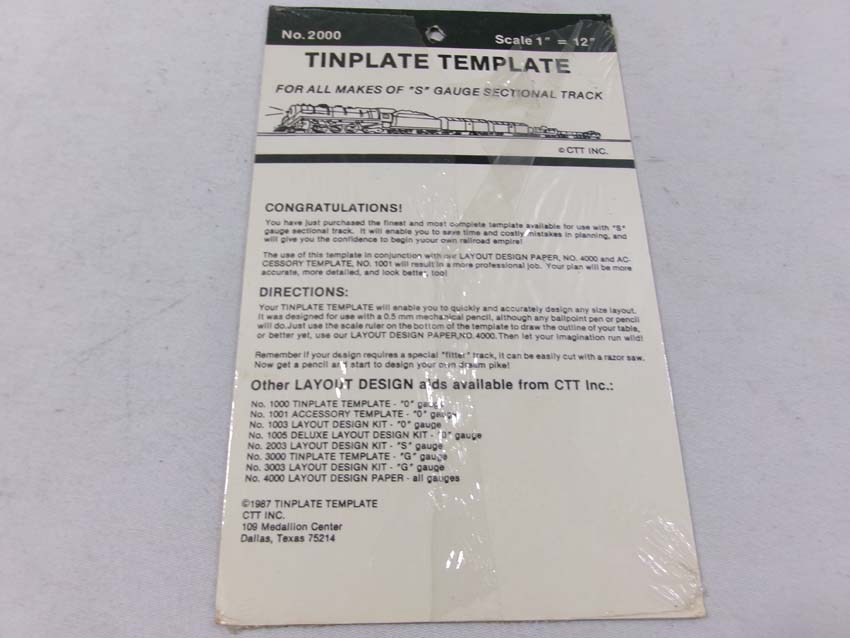 No.2000
Scale 1" = 12"
TINPLATE TEMPLATE
FOR ALL MAKES OF "S" GAUGE SECTIONAL TRACK
©CTT INC.
CONGRATULATIONS!
You have just purchased the finest and most complete template available for use with "S"
gauge sectional track. It will enable you to save time and costly mistakes in planning, and
will give you the confidence to begin yuour own railroad empire!
The use of this template in conjunction with our LAYOUT DESIGN PAPER, NO. 4000 and AC-
CESSORY TEMPLATE, NO. 1001 will result in a more professional job. Your plan will be more
accurate, more detailed, and look better, too!
DIRECTIONS:
Your TINPLATE TEMPLATE will enable you to quickly and accurately design any size layout.
It was designed for use with a 0.5 mm mechanical pencil, although any ballpoint pen or pencil
will do.Just use the scale ruler on the bottom of the template to draw the outline of your table,
or better yet, use our LAYOUT DESIGN PAPER,NO.4000.Then let your imagination run wild!
Remember if your design requires a special "fitter" track, it can be easily cut with a razor saw.
Now get a pencil and start to design your own dream pike!
Other LAYOUT DESIGN aids available from CTT Inc.:
No. 1000 TINPLATE TEMPLATE - "O" gauge
No. 1001 ACCESSORY TEMPLATE - "O" gauge
No. 1003 LAYOUT DESIGN KIT - "O" gauge
No. 1005 DELUXE LAYOUT DESIGN KIT - "O" gauge
No. 2003 LAYOUT DESIGN KIT - "S" gauge
No. 3000 TINPLATE TEMPLATE - "G" gauge
No. 3003 LAYOUT DESIGN KIT - "G" gauge
No. 4000 LAYOUT DESIGN PAPER - all gauges
©1987 TINPLATE TEMPLATE
CTT INC.
109 Medallion Center
Dallas, Texas 75214